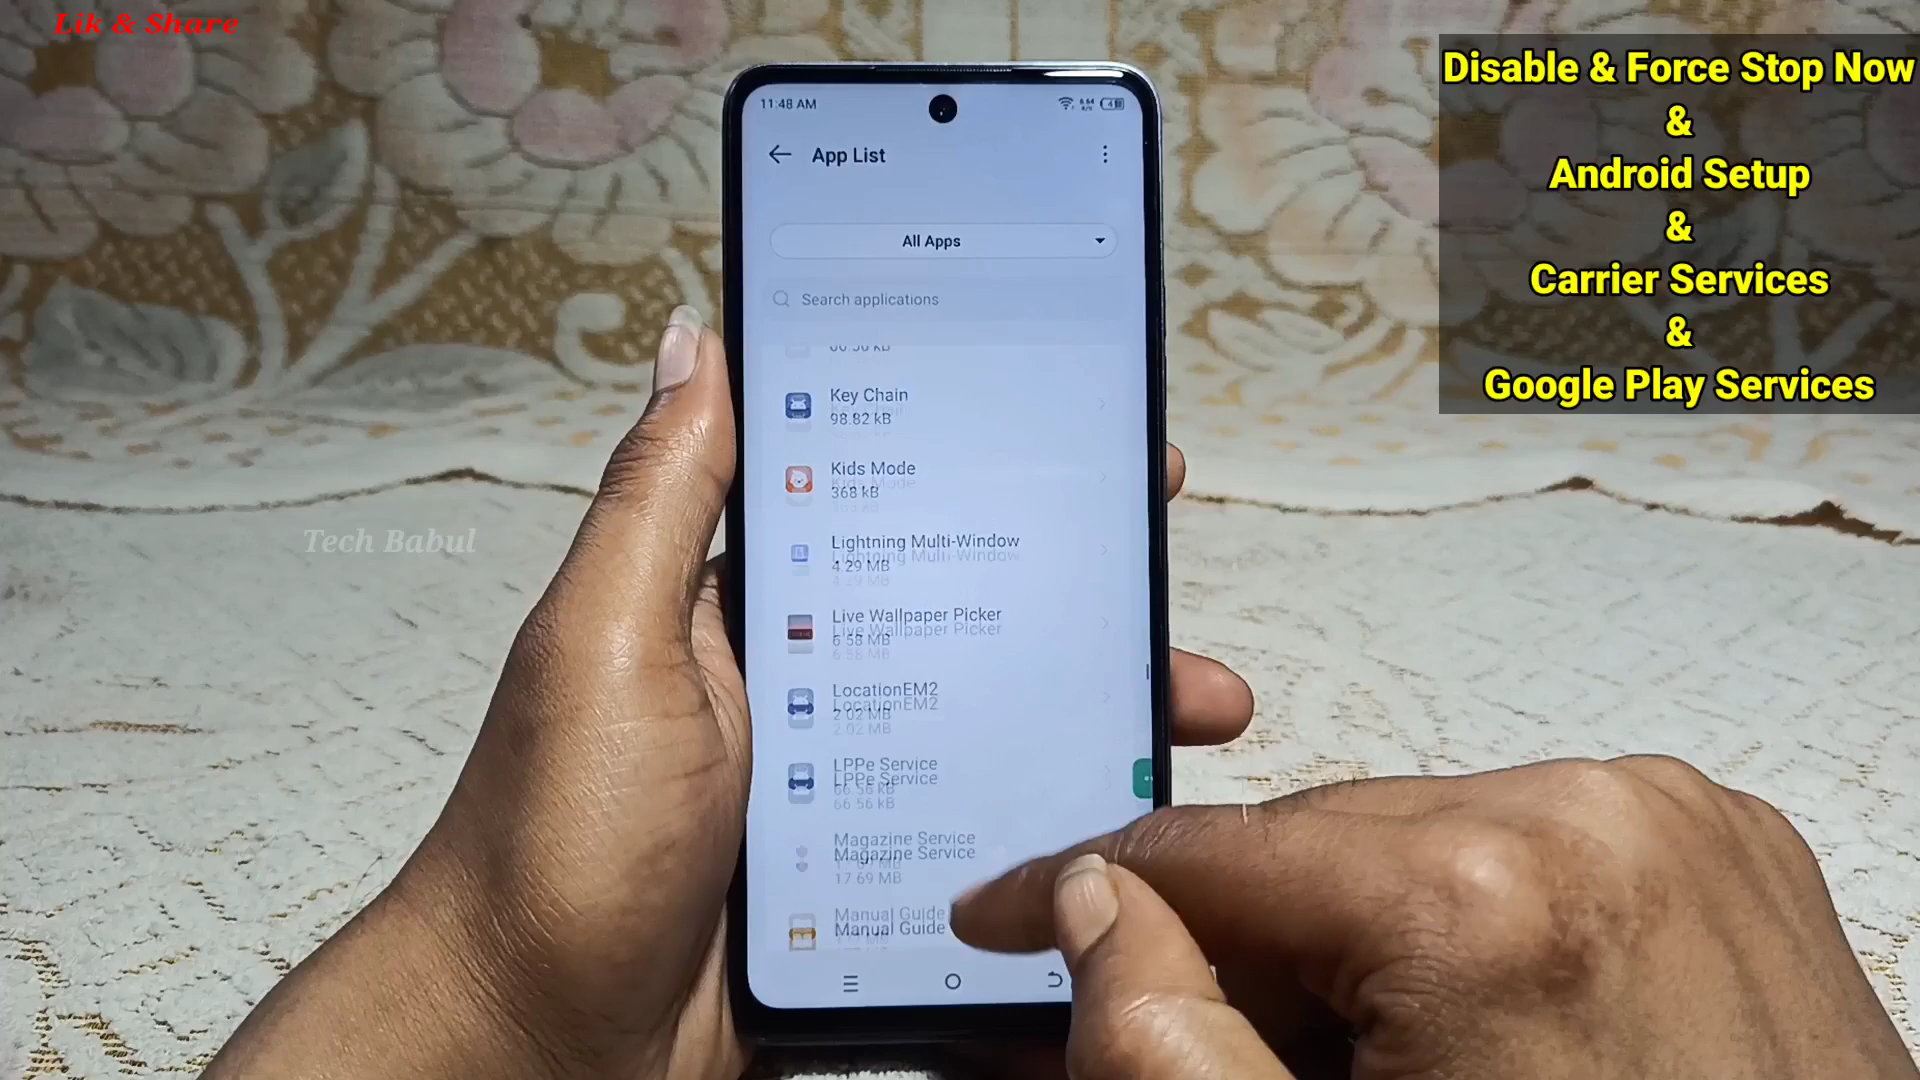 Lik & Share
Disable & Force Stop Now
&
Android Setup
&
Carrier Services
&
Google Play Services
Tech Babul
11:48 AM
App List
All Apps
Search applications
66.56 kB
Key Chain
98.82 kB
Kids Mode
368 kB
Lightning Multi-Window
4.29 MB
Live Wallpaper Picker
6.58 MB
LocationEM2
2.02 MB
LPPe Service
66.56 kB
Magazine Service
17.69 MB
Manual Guide